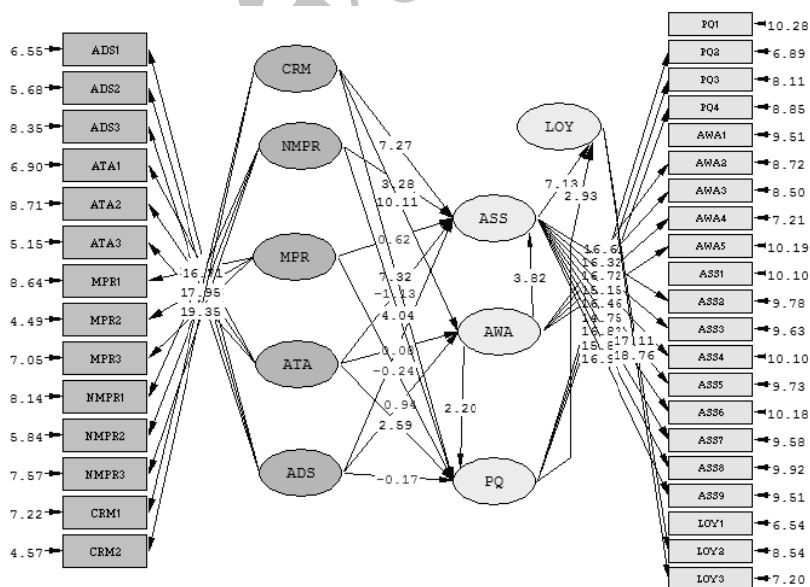 6.55 ADS1
5.68 ADS2
8.35 ADS3
6.90 ATA1
8.71 ATA2
5.15 ATA3
8.64 MPR1
4.49 MPR2
7.05 MPR3
8.14 NMPR1
5.84 NMPR2
7.57 NMPR3
7.22 CRM1
4.57 CRM2
17.95
19.35
CRM
NMPR
MPR
ATA
ADS
7.27
3.28
10.11
0.62
7.32
-1.13
4.04
0.08
-0.24
0.94
2.59
-0.17
LOY
ASS
AWA
PQ
7.13
2.93
3.82
2.20
16.32
16.72
15.15
16.46
14.75
17.11
18.76
PQ1 10.28
PQ2 6.89
PQ3 8.11
PQ4 8.85
AWA1 9.51
AWA2 8.72
AWA3 8.50
AWA4 7.21
AWA5 10.19
ASS1 10.10
ASS2 9.78
ASS3 9.63
ASS4 10.10
ASS5 9.73
ASS6 10.18
ASS7 9.58
ASS8 9.92
ASS9 9.51
LOY1 6.54
LOY2 8.54
LOY3 7.20